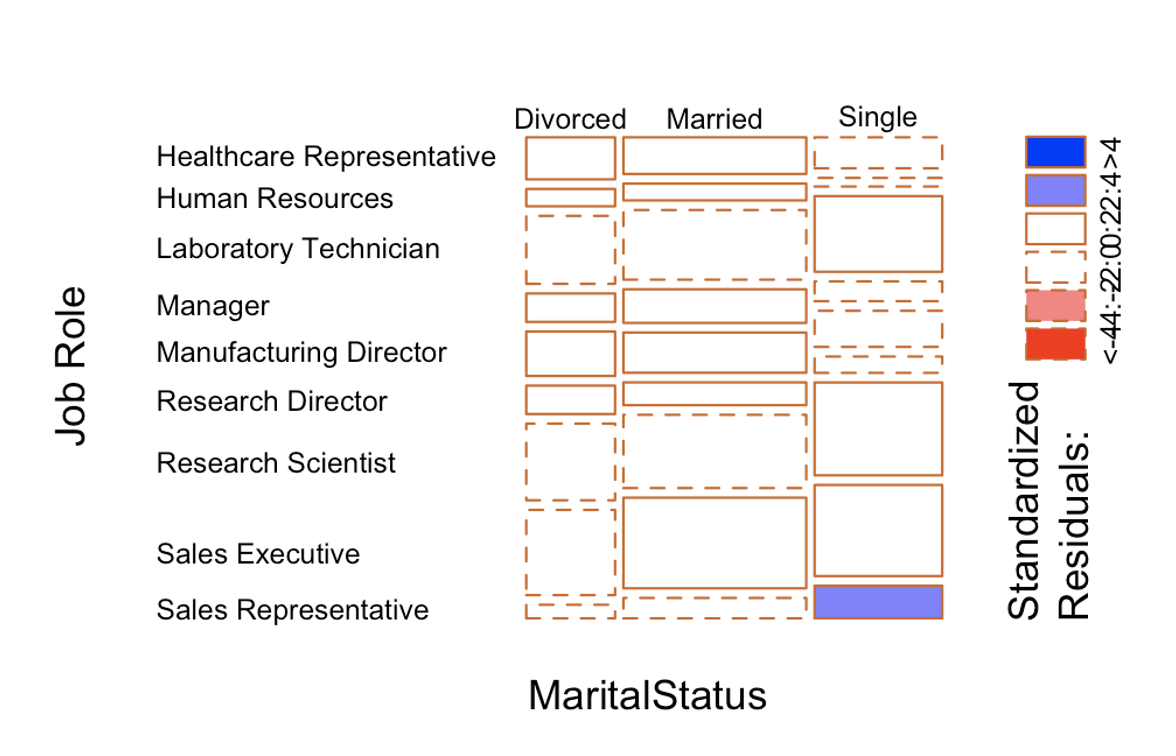 Divorced Married Single
Healthcare Representative
Human Resources
Laboratory Technician
Manager
Manufacturing Director
Research Director
Research Scientist
Sales Executive
Sales Representative
Job Role
MaritalStatus
Standardized
Residuals:
<-4 -4:-2 -2:0 0:2 2:4 >4